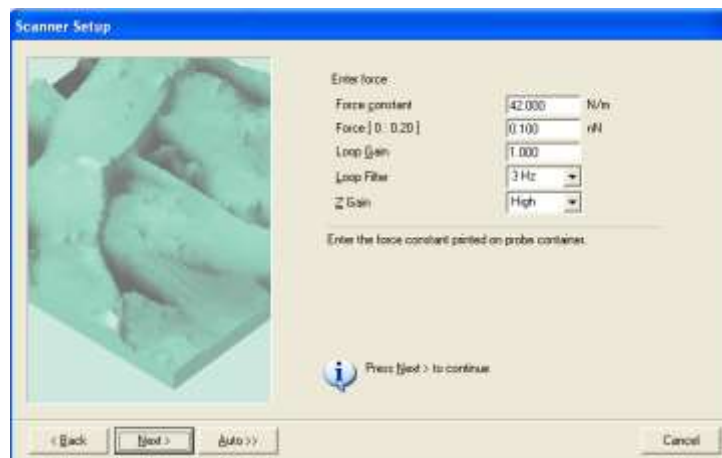 Scanner Setup
Enter force
Force constant 42.000 N/m
Force [ 0 : 0.20 ] 0.100 nN
Loop Gain 1.000
Loop Filter 3 Hz
Z Gain High
Enter the force constant printed on probe container.
Press Next > to continue
< Back Next > Auto >> Cancel